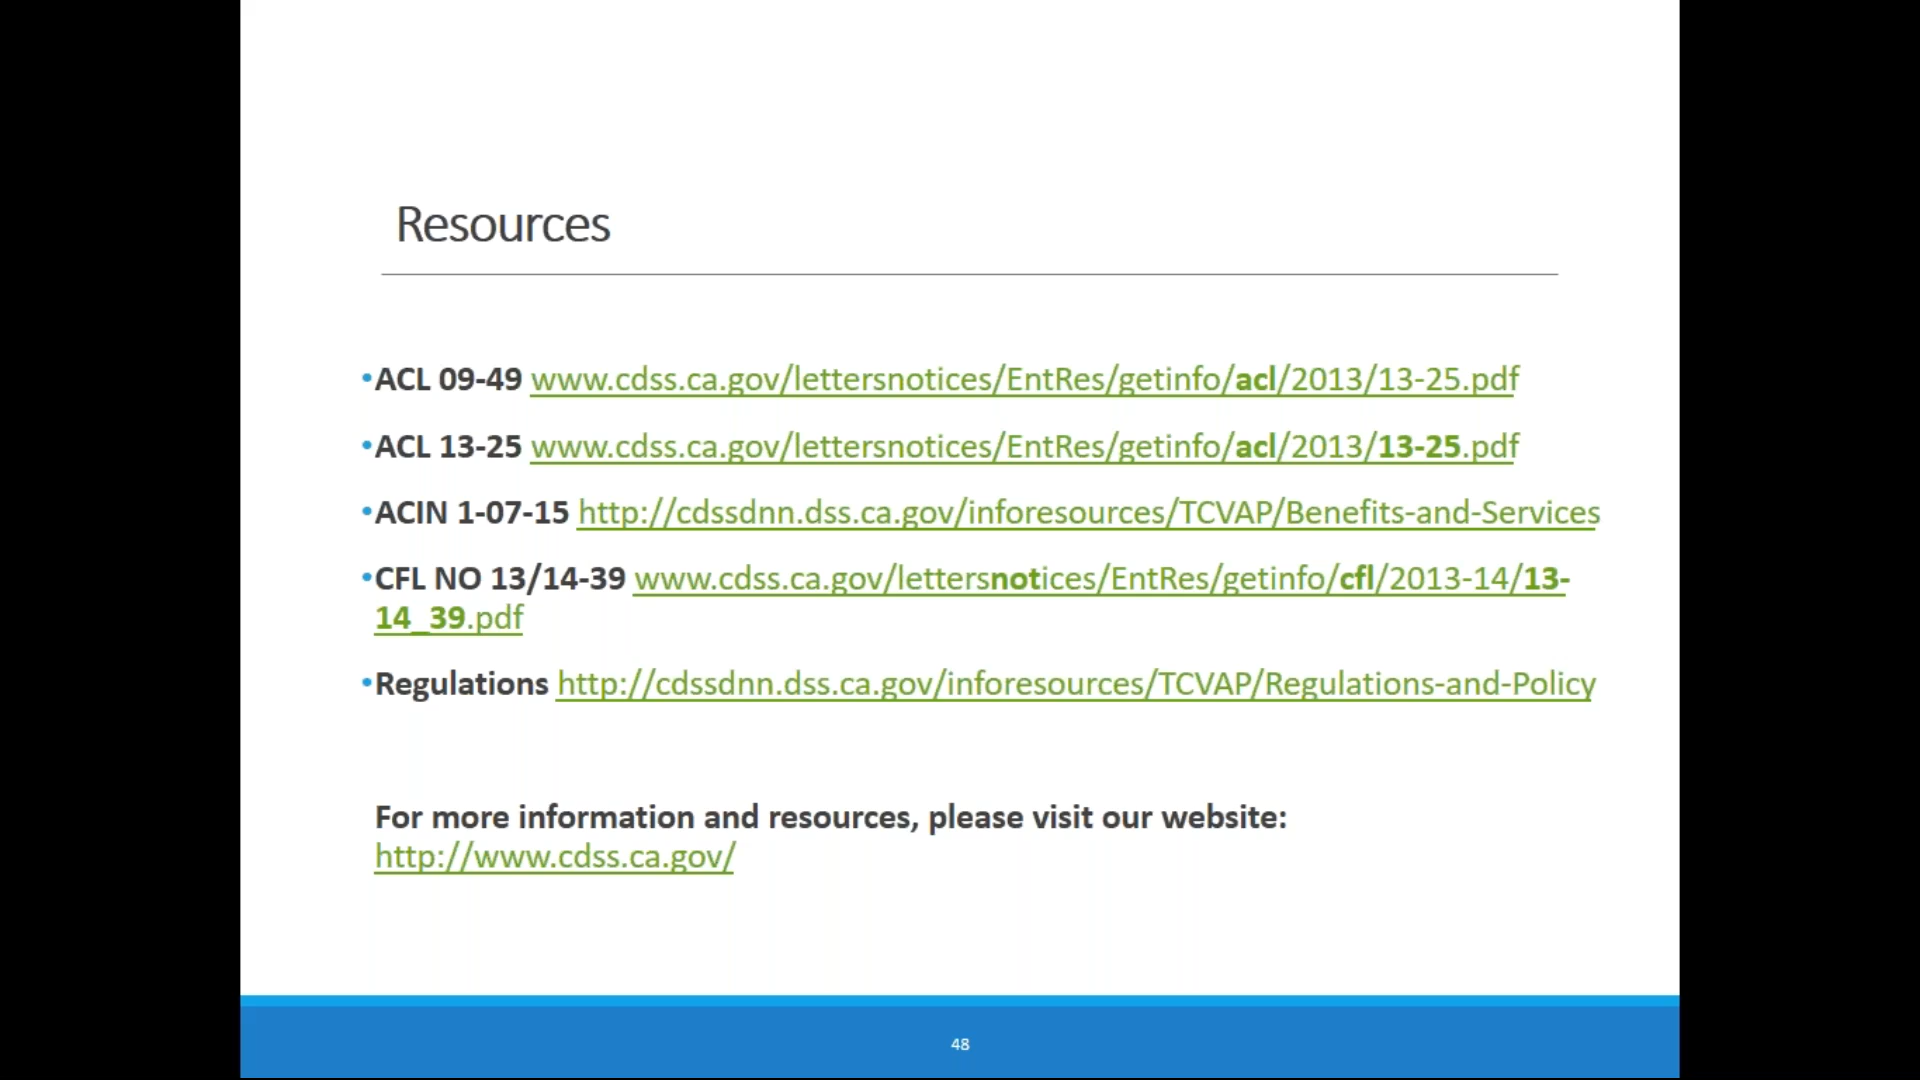 Resources
•ACL 09-49 www.cdss.ca.gov/lettersnotices/EntRes/getinfo/acl/2013/13-25.pdf
•ACL 13-25 www.cdss.ca.gov/lettersnotices/EntRes/getinfo/acl/2013/13-25.pdf
•ACIN 1-07-15 http://cdssdnn.dss.ca.gov/inforesources/TCVAP/Benefits-and-Services
•CFL NO 13/14-39 www.cdss.ca.gov/lettersnotices/EntRes/getinfo/cfl/2013-14/13-
14_39.pdf
•Regulations http://cdssdnn.dss.ca.gov/inforesources/TCVAP/Regulations-and-Policy
For more information and resources, please visit our website:
http://www.cdss.ca.gov/
48